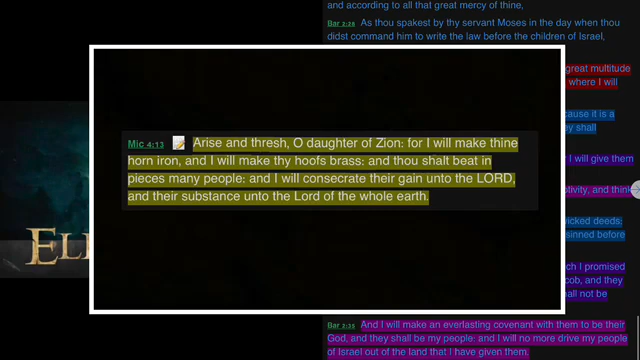 and according to all that great mercy of thine,
Bar 2:28 As thou spakest by thy servant Moses in the day when thou
didst command him to write the law before the children of Israel,
great multitude
where I will
Mic 4:13 Arise and thresh, O daughter of Zion: for I will make thine
horn iron, and I will make thy hoofs brass: and thou shalt beat in
pieces many people: and I will consecrate their gain unto the LORD,
and their substance unto the Lord of the whole earth.
cause it is a
ey shall
I will give them
ptivity, and think
wicked deeds:
sinned before
El
ch I promised
cob, and they
all not be
Bar 2:35 And I will make an everlasting covenant with them to be their
God, and they shall be my people: and I will no more drive my people
of Israel out of the land that I have given them.